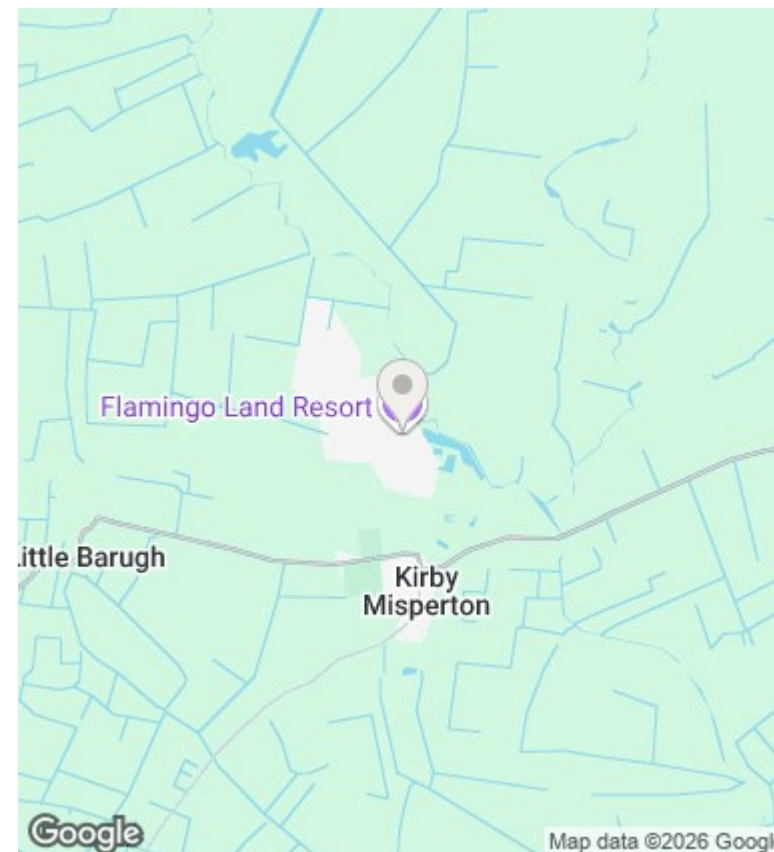 Flamingo Land Resort
ittle Barugh
Kirby
Misperton
Google
Map data ©2026 Googl